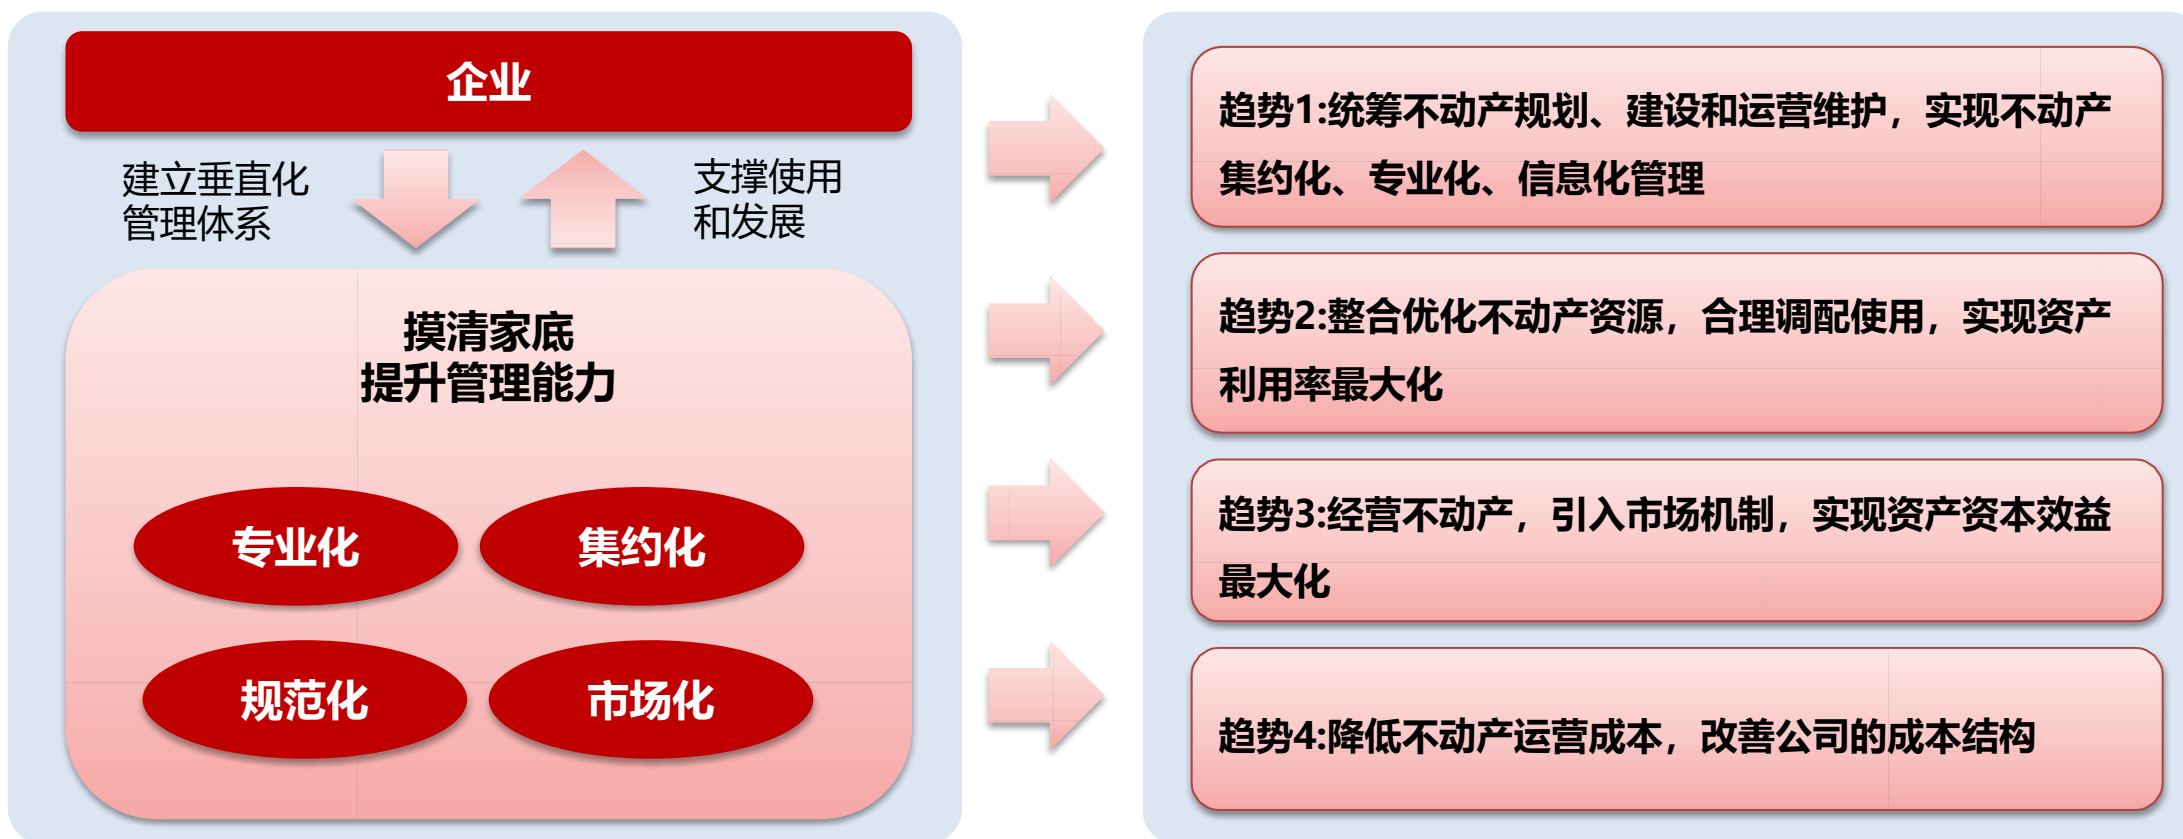 企业
建立垂直化
管理体系
支撑使用
和发展
摸清家底
提升管理能力
专业化
集约化
规范化
市场化
趋势1:统筹不动产规划、建设和运营维护，实现不动产
集约化、专业化、信息化管理
趋势2:整合优化不动产资源，合理调配使用，实现资产
利用率最大化
趋势3:经营不动产，引入市场机制，实现资产资本效益
最大化
趋势4:降低不动产运营成本，改善公司的成本结构